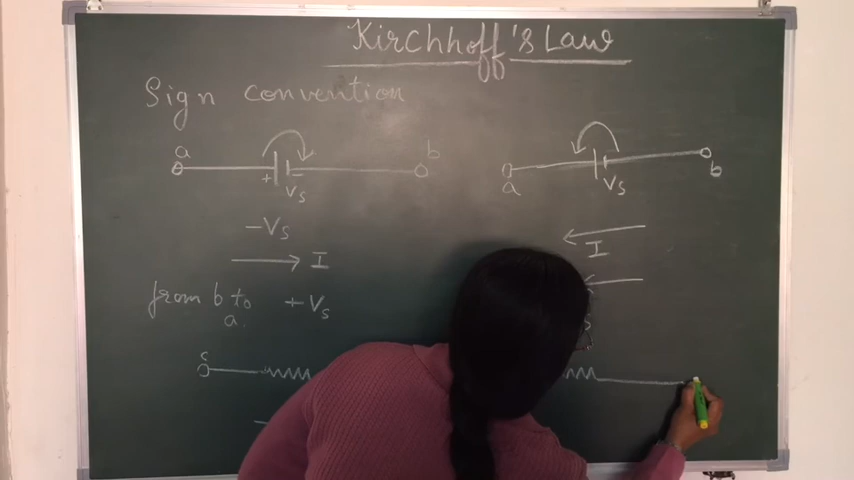 Kirchhoff's Law
Sign convention
a b
+ -
Vs
a b
Vs
-Vs
I
I
from b to a. + Vs
c